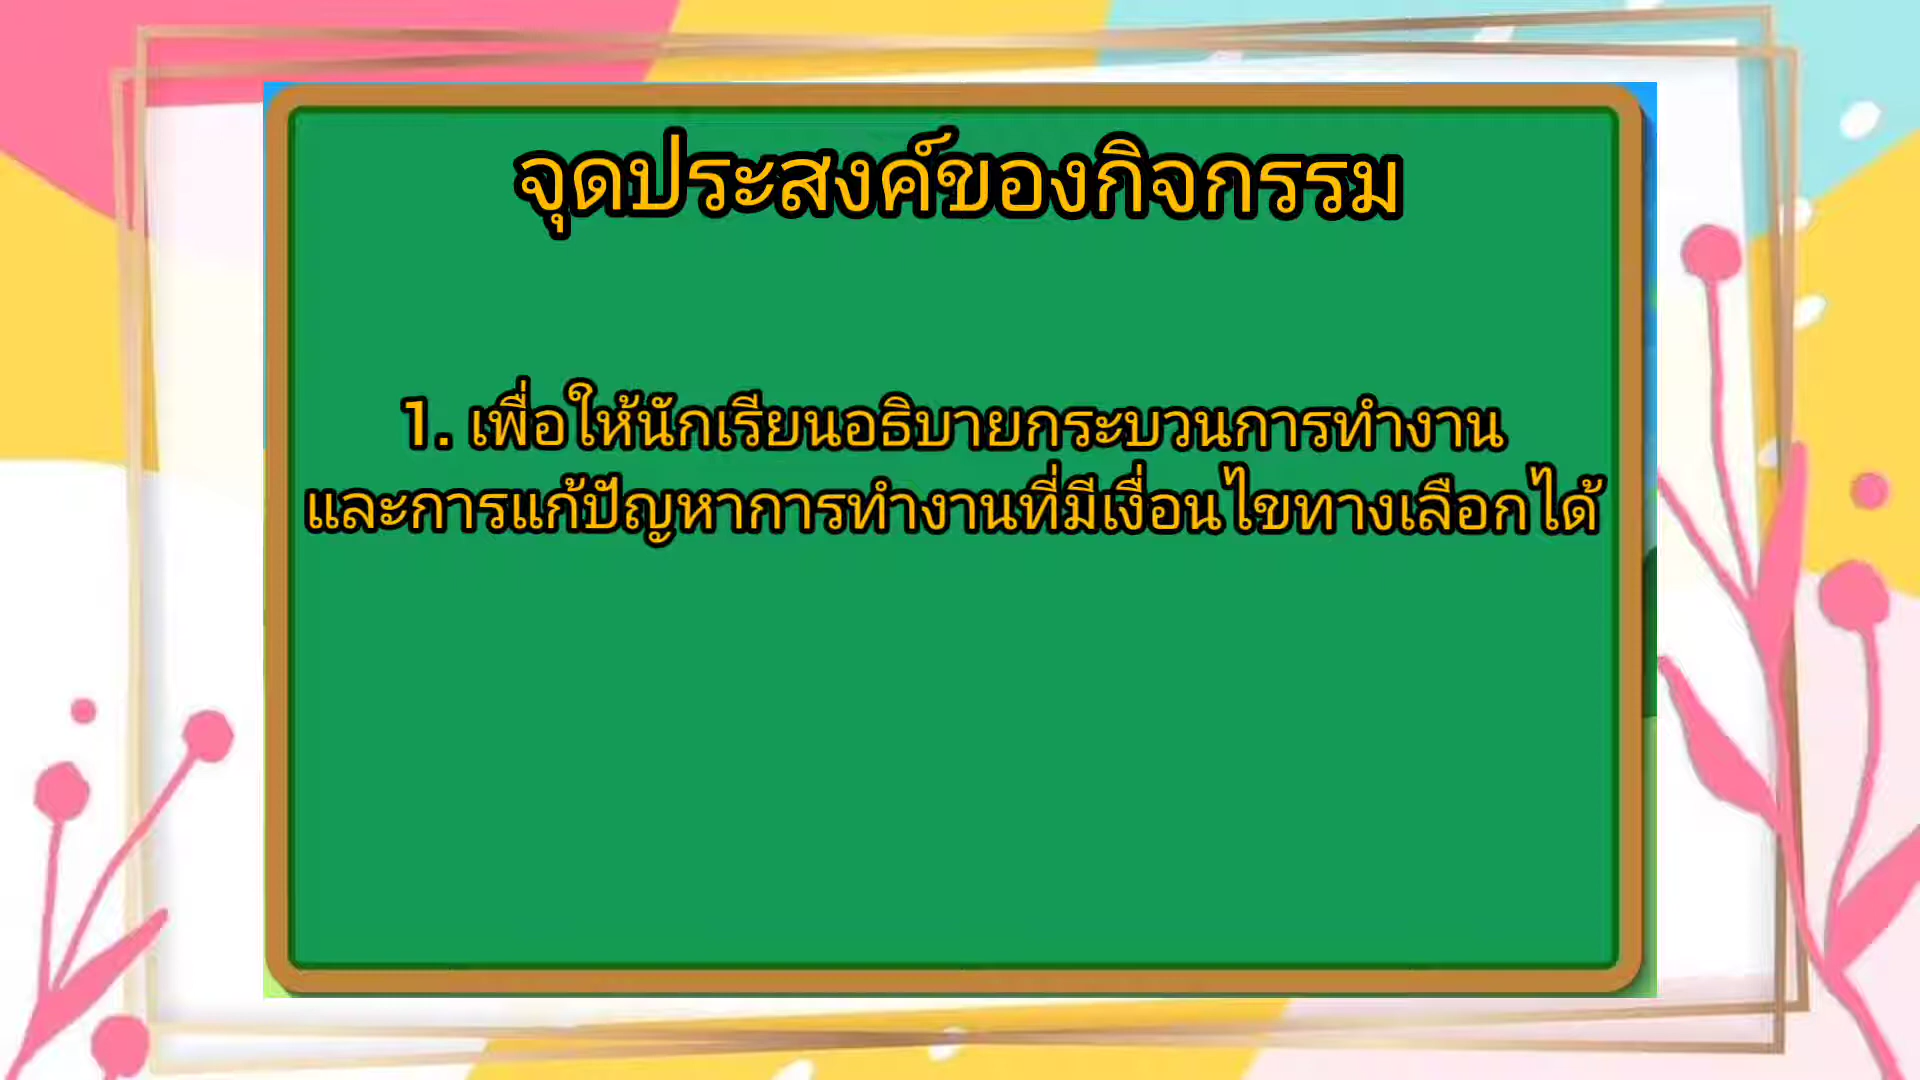 จุดประสงค์ของกิจกรรม
1. เพื่อให้นักเรียนอธิบายกระบวนการทำงาน
และการแก้ปัญหาการทำงานที่มีเงื่อนไขทางเลือกได้